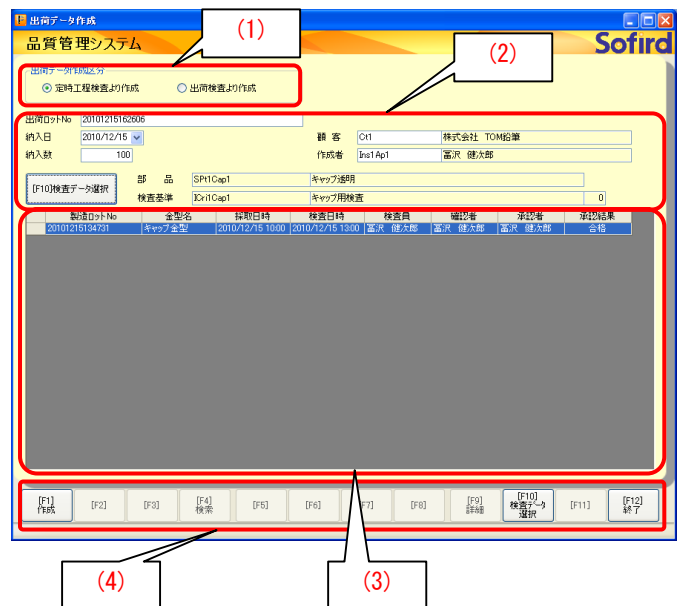 出荷データ作成
品質管理システム
Sofird
(1)
(2)
出荷データ作成区分
定時工程検査より作成 出荷検査より作成
出荷ロットNo 20101215162606
納入日 2010/12/15 顧 客 Ct1 株式会社 TOM鉛筆
納入数 100 作成者 Ins1Ap1 富沢 健次郎
[F10]検査データ選択
部 品 SPt1Cap1 キャップ透明
検査基準 ICri1Cap1 キャップ用検査 0
製造ロットNo 金型名 採取日時 検査日時 検査員 確認者 承認者 承認結果
20101215134731 キャップ金型 2010/12/15 10:00 2010/12/15 13:00 富沢 健次郎 富沢 健次郎 富沢 健次郎 合格
[F1] 作成 [F2] [F3] [F4] 検索 [F5] [F6] [F7] [F8] [F9] 詳細 [F10] 検査データ 選択 [F11] [F12] 終了
(4)
(3)